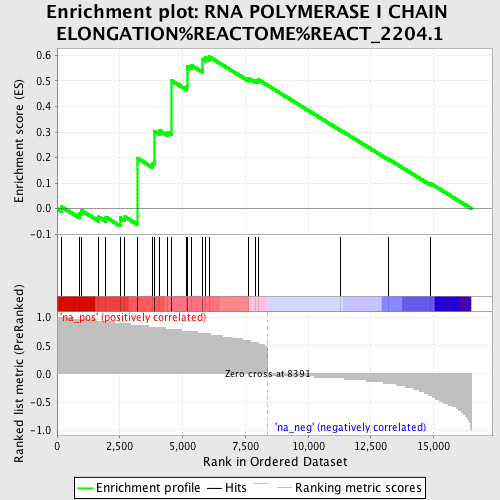 Enrichment plot: RNA POLYMERASE I CHAIN
ELONGATION%REACTOME%REACT_2204.1
Enrichment score (ES)
0.6
0.5
0.4
0.3
0.2
0.1
0.0
-0.1
Ranked list metric (PreRanked)
1.0
0.5
0.0
-0.5
-1.0
'na_pos' (positively correlated)
Zero cross at 8391
'na_neg' (negatively correlated)
0
2,500
5,000
7,500
10,000
12,500
15,000
Rank in Ordered Dataset
Enrichment profile
Hits
Ranking metric scores